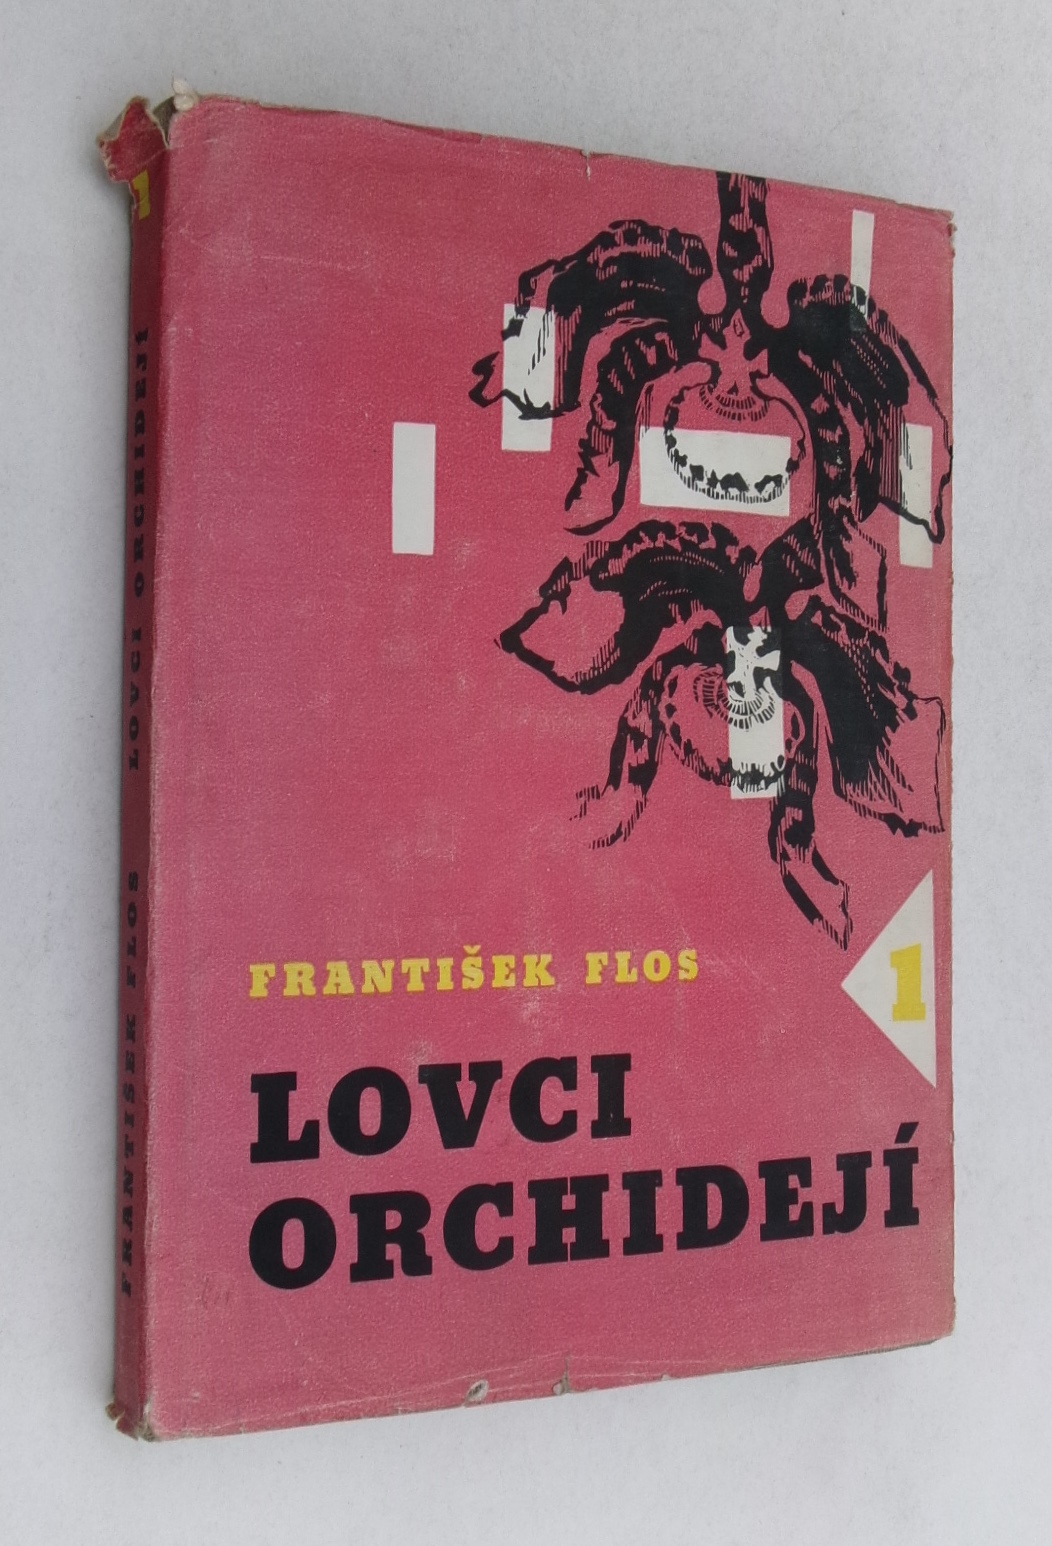 FRANTIŠEK FLOS
LOVCI
ORCHIDEJÍ
1
FRANTIŠEK FLOS LOVCI ORCHIDEJÍ 1